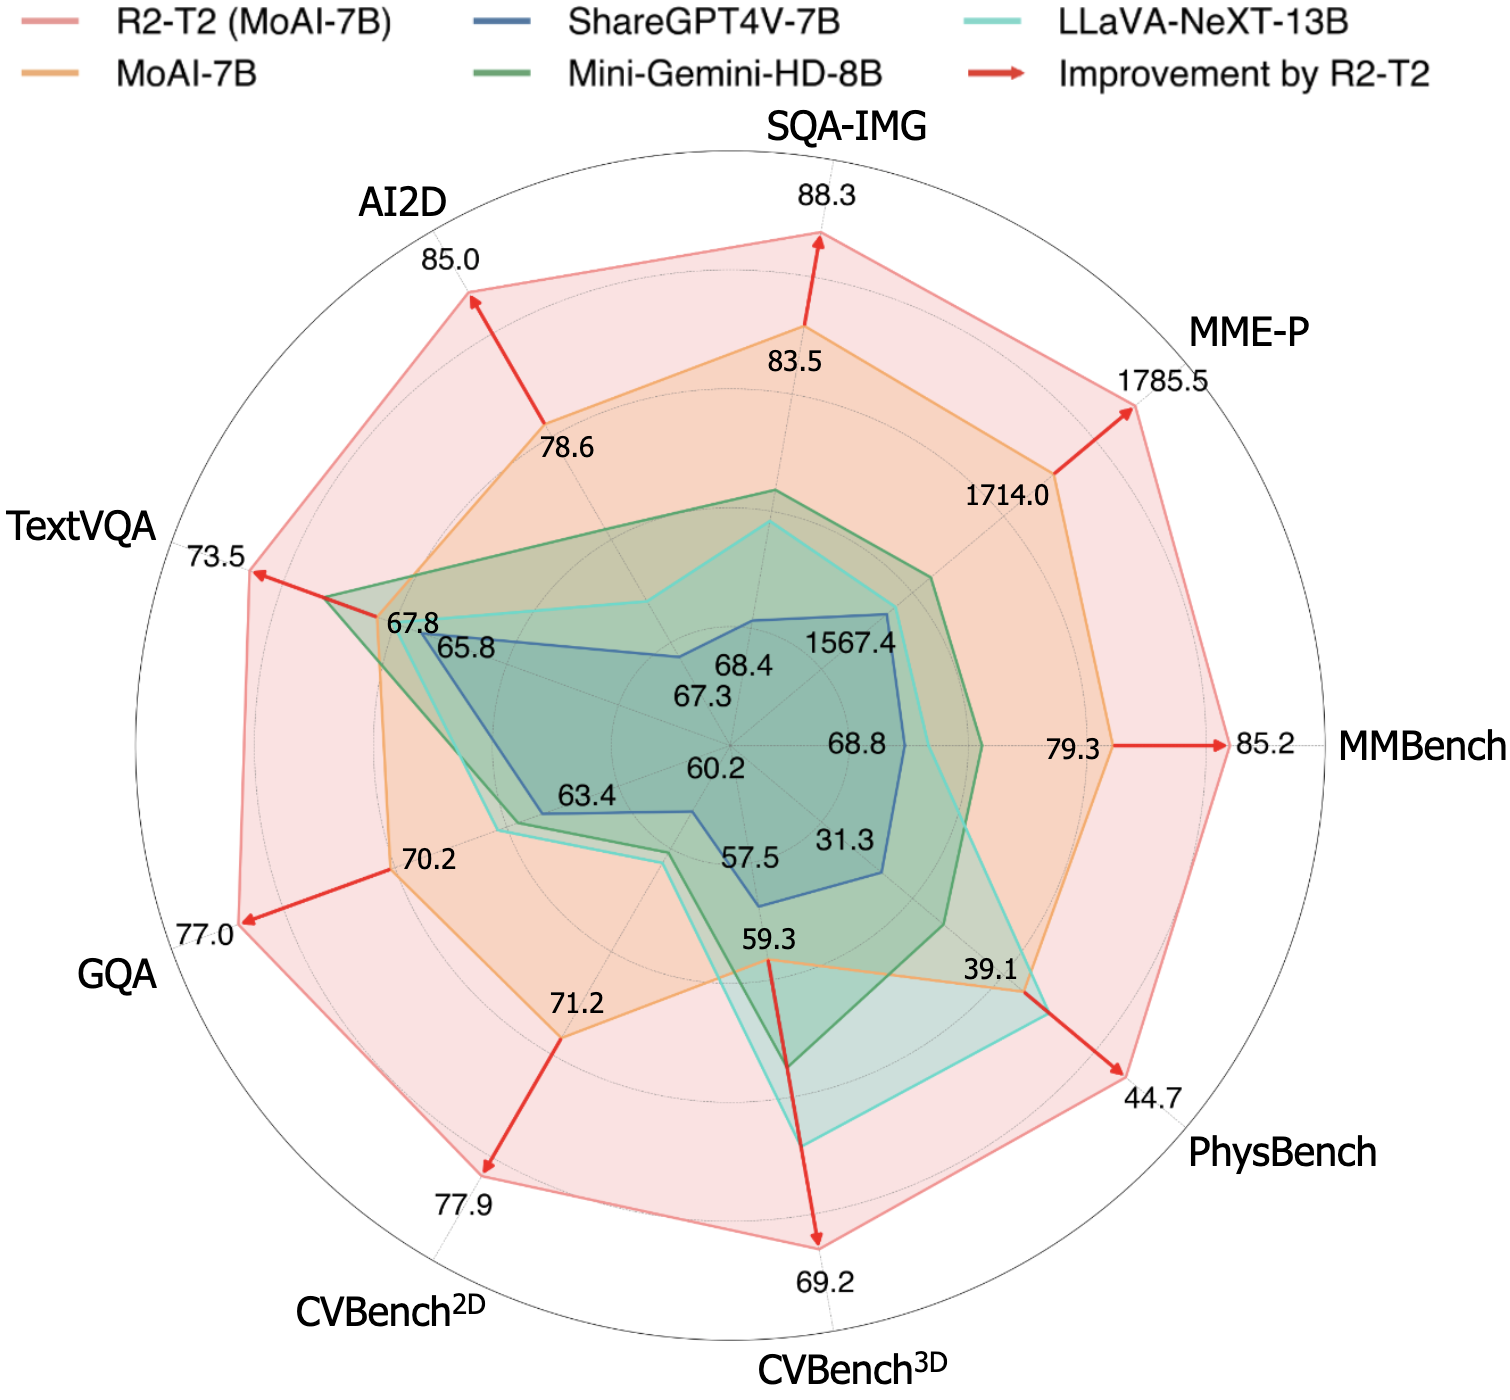 R2-T2 (MoAI-7B)
ShareGPT4V-7B
LLaVA-NeXT-13B
MoAI-7B
Mini-Gemini-HD-8B
Improvement by R2-T2
SQA-IMG
88.3
AI2D
85.0
MME-P
1785.5
83.5
78.6
1714.0
TextVQA
73.5
67.8
65.8
1567.4
68.4
67.3
68.8
79.3
85.2
MMBench
60.2
63.4
31.3
57.5
70.2
77.0
GQA
59.3
39.1
71.2
44.7
PhysBench
77.9
CVBench2D
69.2
CVBench3D